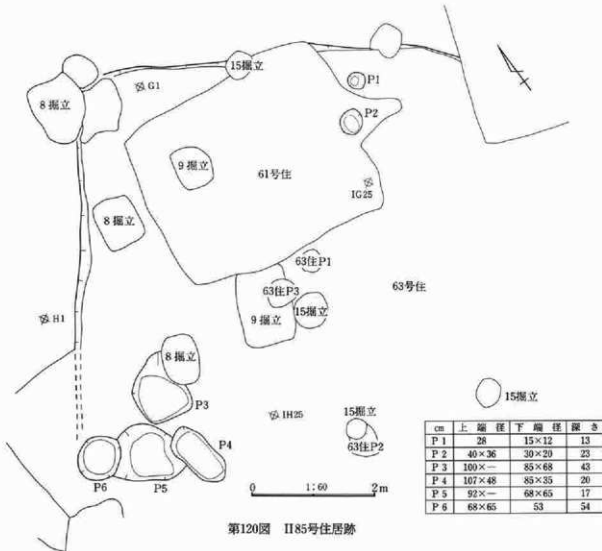 15掘立
8掘立
G1
P1
P2
9掘立
61号住
IG25
8掘立
63住P1
63住P3
63号住
9掘立
15掘立
H1
8掘立
P3
15掘立
IH25
15掘立
63住P2
P4
P6
P5
0 1:60 2m
cm 上端径 下端径 深さ
P1 28 15×12 13
P2 40×36 30×20 23
P3 100×― 85×68 43
P4 107×48 85×35 20
P5 92×― 68×65 17
P6 68×65 53 54
第120図 II85号住居跡